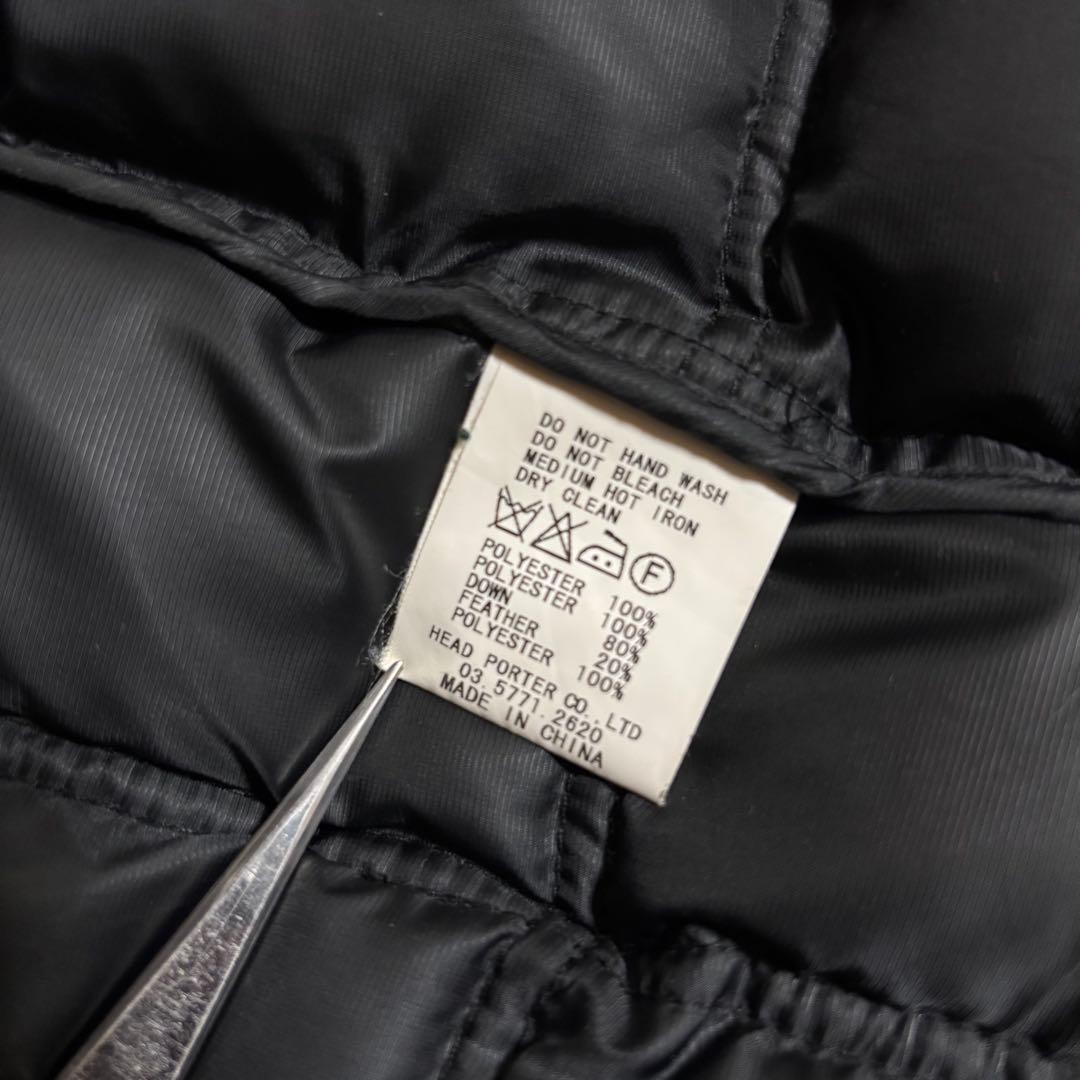 DO NOT HAND WASH
DO NOT BLEACH
MEDIUM HOT IRON
DRY CLEAN
F
POLYESTER 100%
POLYESTER 100%
DOWN 80%
FEATHER 20%
POLYESTER 100%
HEAD PORTER CO.,LTD
03.5771.2620
MADE IN CHINA